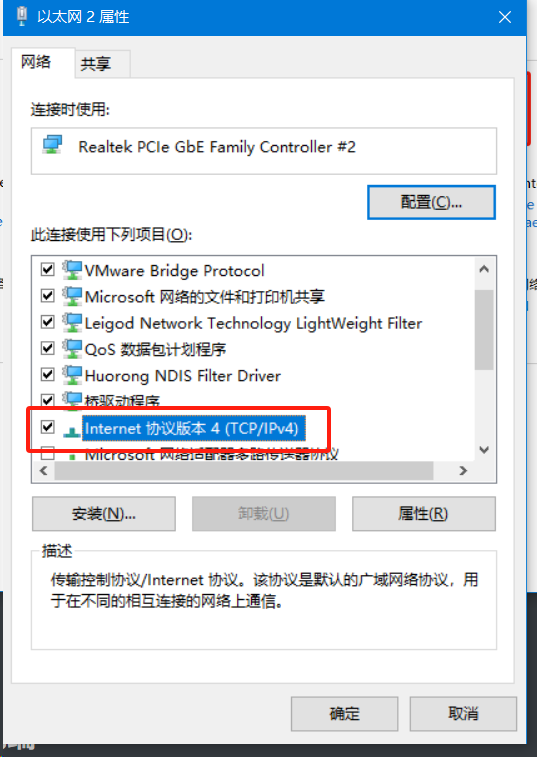 以太网 2 属性
网络
共享
连接时使用:
Realtek PCIe GbE Family Controller #2
配置(C)...
此连接使用下列项目(O):
VMware Bridge Protocol
Microsoft 网络的文件和打印机共享
Leigod Network Technology LightWeight Filter
QoS 数据包计划程序
Huorong NDIS Filter Driver
桥驱动程序
Internet 协议版本 4 (TCP/IPv4)
Microsoft 网络适配器多路传送器协议
安装(N)...
卸载(U)
属性(R)
描述
传输控制协议/Internet 协议。该协议是默认的广域网络协议，用
于在不同的相互连接的网络上通信。
确定
取消